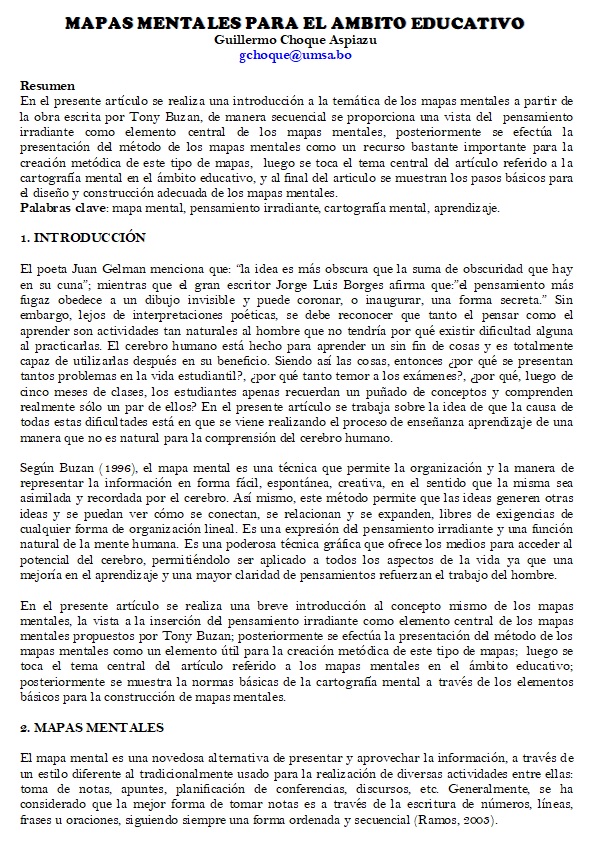 MAPAS MENTALES PARA EL AMBITO EDUCATIVO
Guillermo Choque Aspiazu
gchoque@umsa.bo
Resumen
En el presente artículo se realiza una introducción a la temática de los mapas mentales a partir de
la obra escrita por Tony Buzan, de manera secuencial se proporciona una vista del pensamiento
irradiante como elemento central de los mapas mentales, posteriormente se efectúa la
presentación del método de los mapas mentales como un recurso bastante importante para la
creación metódica de este tipo de mapas, luego se toca el tema central del artículo referido a la
cartografía mental en el ámbito educativo, y al final del articulo se muestran los pasos básicos para
el diseño y construcción adecuada de los mapas mentales.
Palabras clave: mapa mental, pensamiento irradiante, cartografía mental, aprendizaje.
1. INTRODUCCIÓN
El poeta Juan Gelman menciona que: “la idea es más obscura que la suma de obscuridad que hay
en su cuna”; mientras que el gran escritor Jorge Luis Borges afirma que:”el pensamiento más
fugaz obedece a un dibujo invisible y puede coronar, o inaugurar, una forma secreta.” Sin
embargo, lejos de interpretaciones poéticas, se debe reconocer que tanto el pensar como el
aprender son actividades tan naturales al hombre que no tendría por qué existir dificultad alguna
al practicarlas. El cerebro humano está hecho para aprender un sin fin de cosas y es totalmente
capaz de utilizarlas después en su beneficio. Siendo así las cosas, entonces ¿por qué se presentan
tantos problemas en la vida estudiantil?, ¿por qué tanto temor a los exámenes?, ¿por qué, luego de
cinco meses de clases, los estudiantes apenas recuerdan un puñado de conceptos y comprenden
realmente sólo un par de ellos? En el presente artículo se trabaja sobre la idea de que la causa de
todas estas dificultades está en que se viene realizando el proceso de enseñanza aprendizaje de una
manera que no es natural para la comprensión del cerebro humano.
Según Buzan (1996), el mapa mental es una técnica que permite la organización y la manera de
representar la información en forma fácil, espontánea, creativa, en el sentido que la misma sea
asimilada y recordada por el cerebro. Así mismo, este método permite que las ideas generen otras
ideas y se puedan ver cómo se conectan, se relacionan y se expanden, libres de exigencias de
cualquier forma de organización lineal. Es una expresión del pensamiento irradiante y una función
natural de la mente humana. Es una poderosa técnica gráfica que ofrece los medios para acceder al
potencial del cerebro, permitiéndolo ser aplicado a todos los aspectos de la vida ya que una
mejoría en el aprendizaje y una mayor claridad de pensamientos refuerzan el trabajo del hombre.
En el presente artículo se realiza una breve introducción al concepto mismo de los mapas
mentales, la vista a la inserción del pensamiento irradiante como elemento central de los mapas
mentales propuestos por Tony Buzan; posteriormente se efectúa la presentación del método de los
mapas mentales como un elemento útil para la creación metódica de este tipo de mapas; luego se
toca el tema central del artículo referido a los mapas mentales en el ámbito educativo;
posteriormente se muestra la normas básicas de la cartografía mental a través de los elementos
básicos para la construcción de mapas mentales.
2. MAPAS MENTALES
El mapa mental es una novedosa alternativa de presentar y aprovechar la información, a través de
un estilo diferente al tradicionalmente usado para la realización de diversas actividades entre ellas:
toma de notas, apuntes, planificación de conferencias, discursos, etc. Generalmente, se ha
considerado que la mejor forma de tomar notas es a través de la escritura de números, líneas,
frases u oraciones, siguiendo siempre una forma ordenada y secuencial (Ramos, 2003).